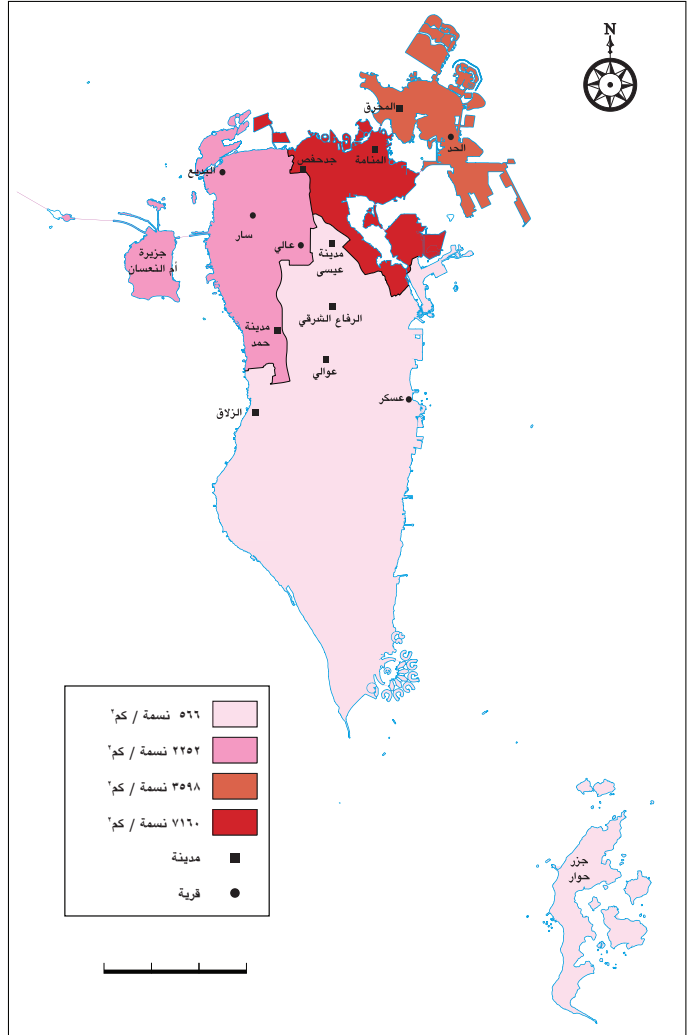 N
المحرق
الحد
المنامة
جدحفص
البديع
سار
عالي
مدينة
عيسى
جزيرة
أم النعسان
الرفاع الشرقي
مدينة
حمد
عوالي
عسكر
الزلاق
٥٦٦ نسمة / كم٢
٢٢٥٢ نسمة / كم٢
٣٥٩٨ نسمة / كم٢
٧١٦٠ نسمة / كم٢
مدينة
قرية
جزر
حوار